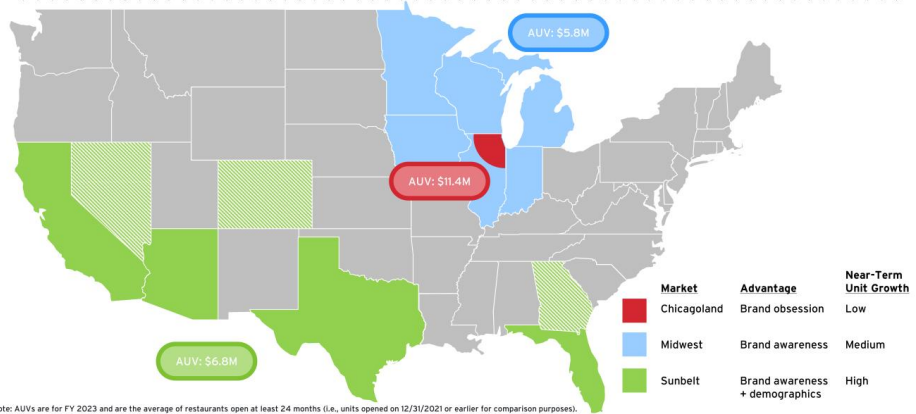 AUV: $5.8M
AUV: $11.4M
AUV: $6.8M
Market Advantage Near-Term Unit Growth
Chicagoland Brand obsession Low
Midwest Brand awareness Medium
Sunbelt Brand awareness + demographics High
ote: AUVs are for FY 2023 and are the average of restaurants open at least 24 months (i.e., units opened on 12/31/2021 or earlier for comparison purposes).